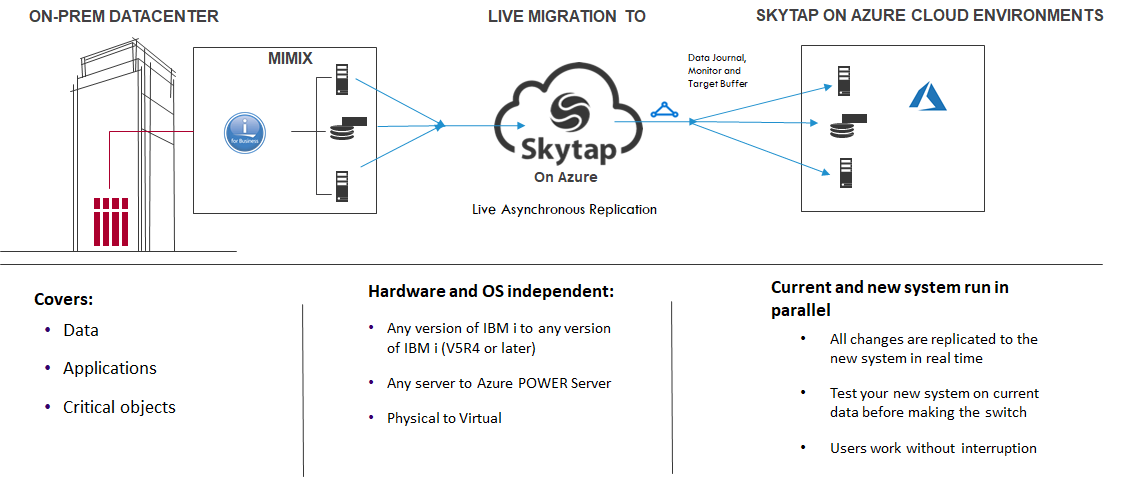 ON-PREM DATACENTER
LIVE MIGRATION TO
SKYTAP ON AZURE CLOUD ENVIRONMENTS
MIMIX
i
for Business
Data Journal,
Monitor and
Target Buffer
Skytap
On Azure
Live Asynchronous Replication
Covers:
• Data
• Applications
• Critical objects
Hardware and OS independent:
• Any version of IBM i to any version
of IBM i (V5R4 or later)
• Any server to Azure POWER Server
• Physical to Virtual
Current and new system run in
parallel
• All changes are replicated to the
new system in real time
• Test your new system on current
data before making the switch
• Users work without interruption